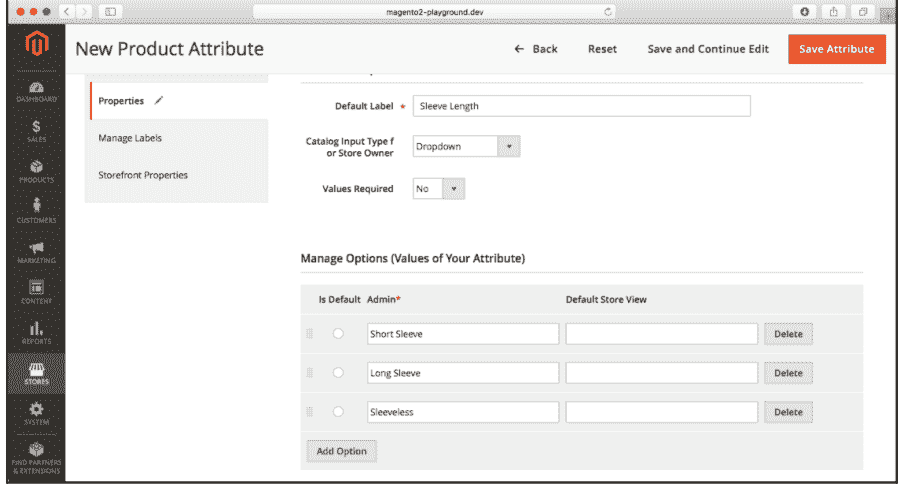 magento2-playground.dev
New Product Attribute
← Back
Reset
Save and Continue Edit
Save Attribute
DASHBOARD
SALES
PRODUCTS
CUSTOMERS
MARKETING
CONTENT
REPORTS
STORES
SYSTEM
FIND PARTNERS
& EXTENSIONS
Properties
Manage Labels
Storefront Properties
Default Label *
Sleeve Length
Catalog Input Type f
or Store Owner
Dropdown
Values Required
No
Manage Options (Values of Your Attribute)
Is Default Admin* Default Store View
Short Sleeve Delete
Long Sleeve Delete
Sleeveless Delete
Add Option